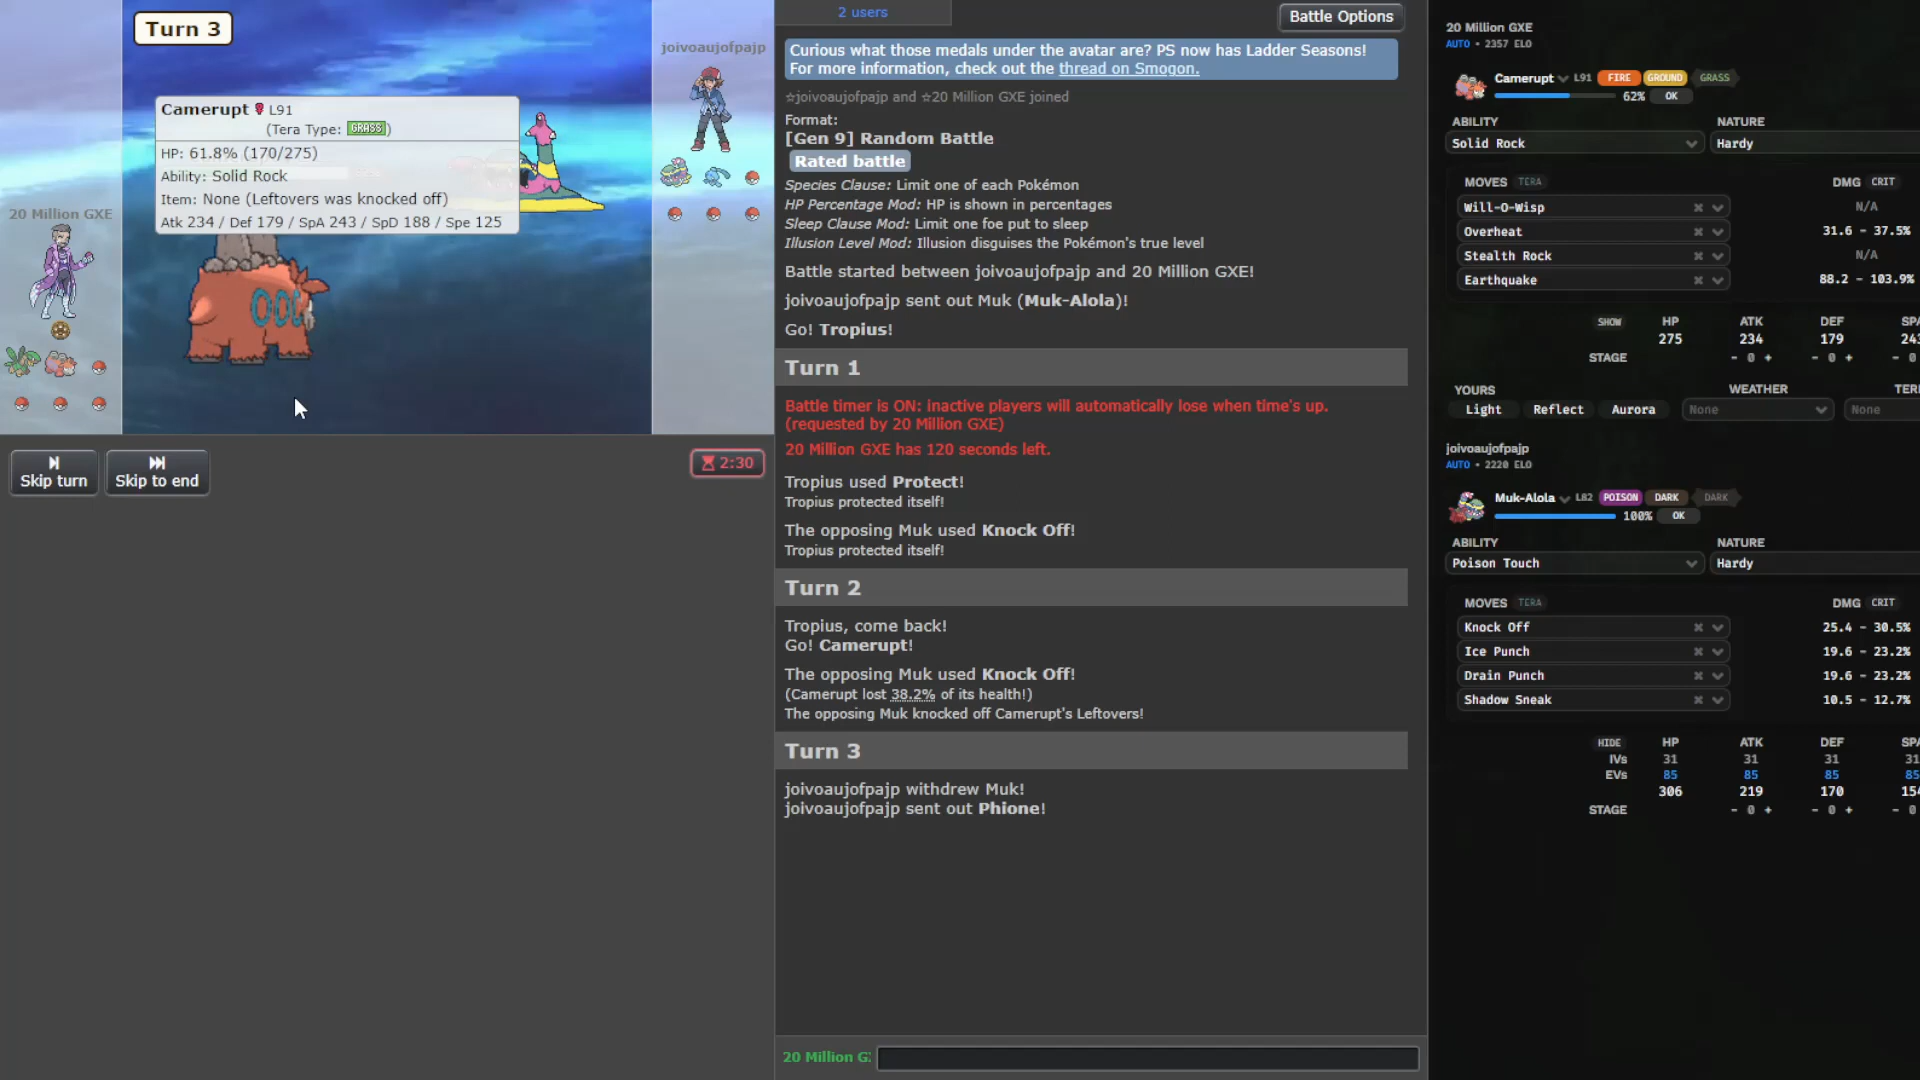 Turn 3
Camerupt L91
(Tera Type: GRASS)
HP: 61.8% (170/275)
Ability: Solid Rock
Item: None (Leftovers was knocked off)
Atk 234 / Def 179 / SpA 243 / SpD 188 / Spe 125
20 Million GXE
joivoaujofpajp
Skip turn
Skip to end
2:30
2 users
Battle Options
Curious what those medals under the avatar are? PS now has Ladder Seasons!
For more information, check out the thread on Smogon.
☆joivoaujofpajp and ☆20 Million GXE joined
Format:
[Gen 9] Random Battle
Rated battle
Species Clause: Limit one of each Pokémon
HP Percentage Mod: HP is shown in percentages
Sleep Clause Mod: Limit one foe put to sleep
Illusion Level Mod: Illusion disguises the Pokémon's true level
Battle started between joivoaujofpajp and 20 Million GXE!
joivoaujofpajp sent out Muk (Muk-Alola)!
Go! Tropius!
Turn 1
Battle timer is ON: inactive players will automatically lose when time's up.
(requested by 20 Million GXE)
20 Million GXE has 120 seconds left.
Tropius used Protect!
Tropius protected itself!
The opposing Muk used Knock Off!
Tropius protected itself!
Turn 2
Tropius, come back!
Go! Camerupt!
The opposing Muk used Knock Off!
(Camerupt lost 38.2% of its health!)
The opposing Muk knocked off Camerupt's Leftovers!
Turn 3
joivoaujofpajp withdrew Muk!
joivoaujofpajp sent out Phione!
20 Million G
20 Million GXE
AUTO • 2357 ELO
Camerupt L91 FIRE GROUND GRASS
62% OK
ABILITY NATURE
Solid Rock Hardy
MOVES TERA DMG CRIT
Will-O-Wisp N/A
Overheat 31.6 - 37.5%
Stealth Rock N/A
Earthquake 88.2 - 103.9%
SHOW HP ATK DEF SPA
275 234 179 243
STAGE - 0 + - 0 + - 0
YOURS WEATHER TER
Light Reflect Aurora None None
joivoaujofpajp
AUTO • 2220 ELO
Muk-Alola L82 POISON DARK DARK
100% OK
ABILITY NATURE
Poison Touch Hardy
MOVES TERA DMG CRIT
Knock Off 25.4 - 30.5%
Ice Punch 19.6 - 23.2%
Drain Punch 19.6 - 23.2%
Shadow Sneak 10.5 - 12.7%
HIDE HP ATK DEF SPA
IVs 31 31 31 31
EVs 85 85 85 85
306 219 170 154
STAGE - 0 + - 0 + - 0